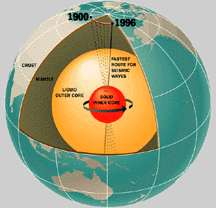 1900
1996
CRUST
MANTLE
LIQUID
OUTER CORE
SOLID
INNER CORE
FASTEST
ROUTE FOR
SEISMIC
WAVES